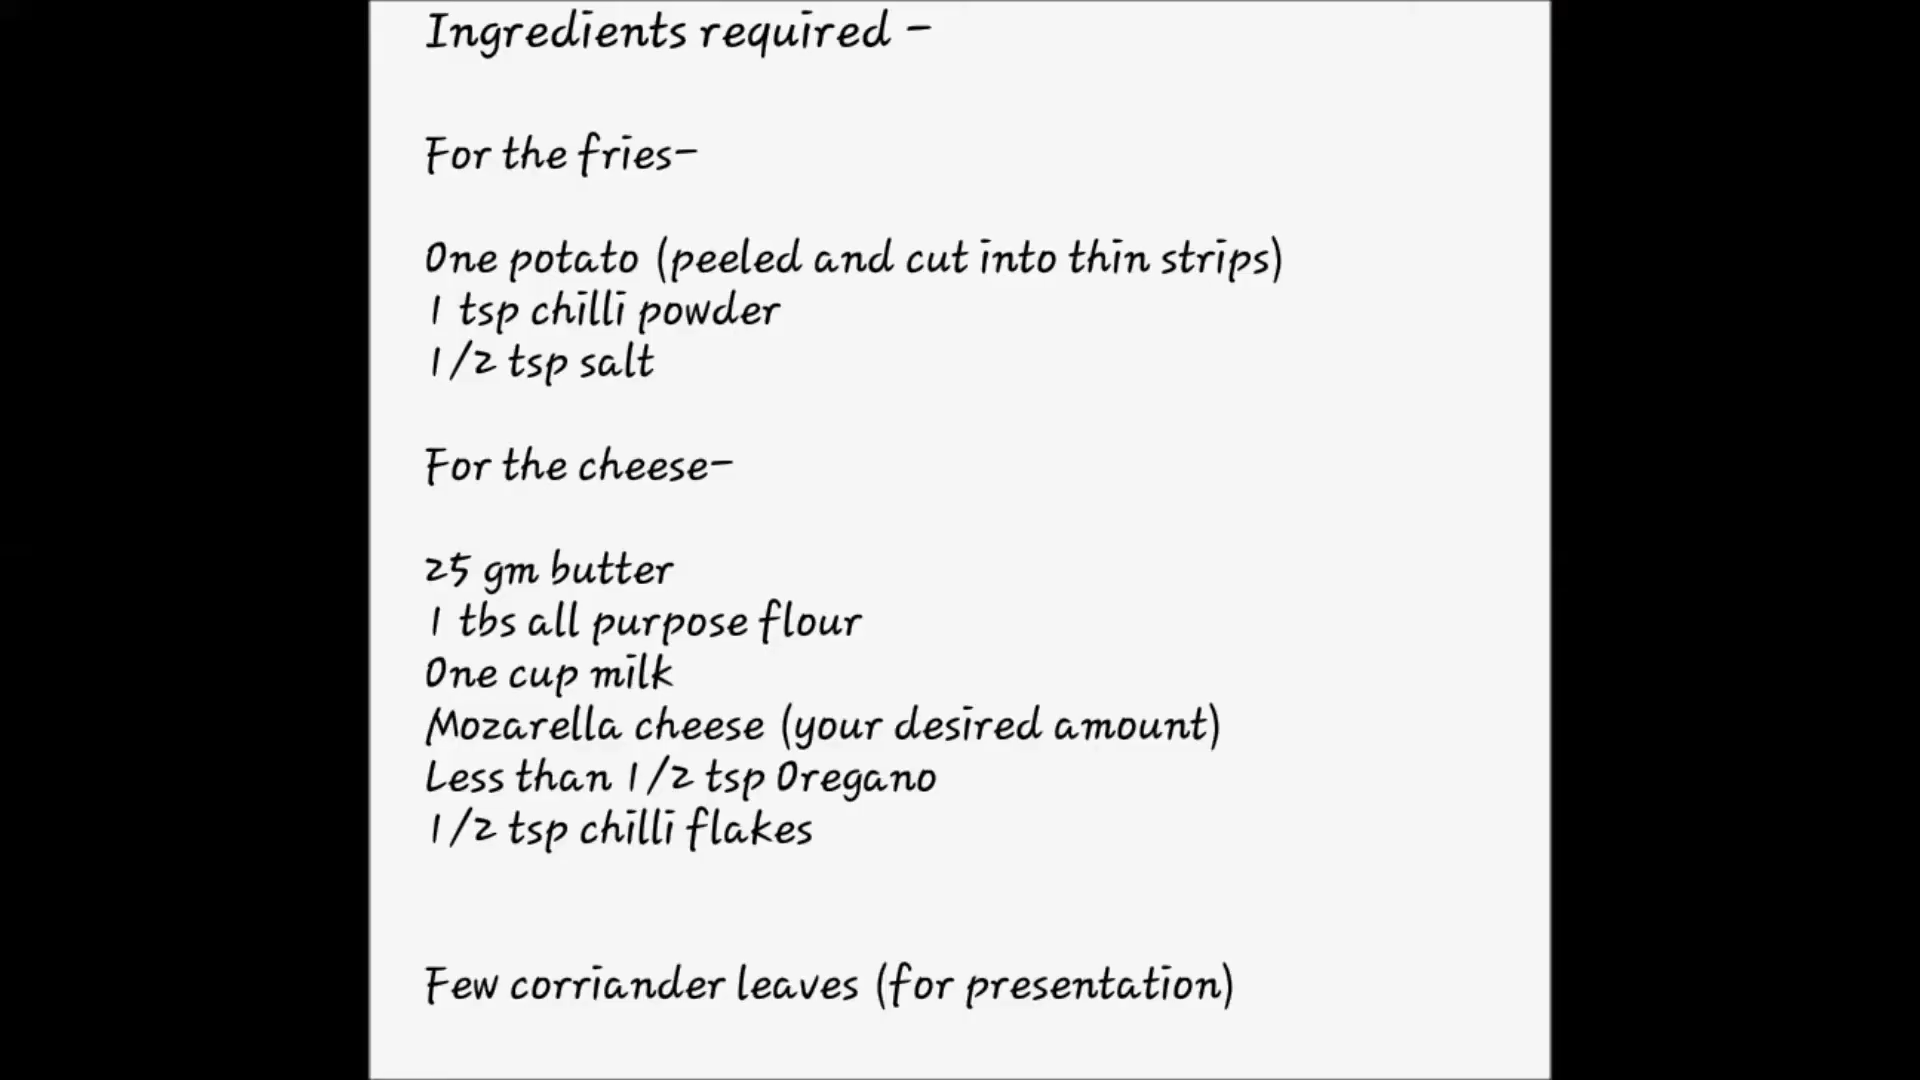 Ingredients required -
For the fries-
One potato (peeled and cut into thin strips)
1 tsp chilli powder
1/2 tsp salt
For the cheese-
25 gm butter
1 tbs all purpose flour
One cup milk
Mozarella cheese (your desired amount)
Less than 1/2 tsp Oregano
1/2 tsp chilli flakes
Few corriander leaves (for presentation)